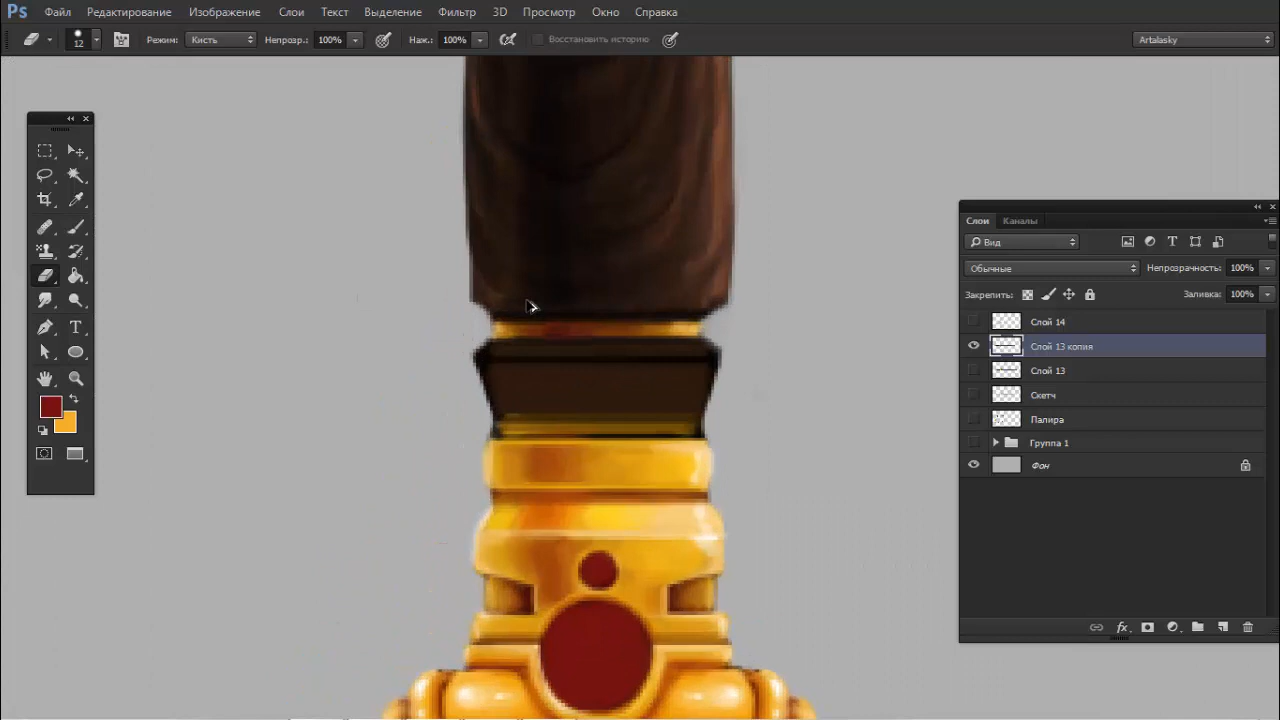 Ps Файл Редактирование Изображение Слои Текст Выделение Фильтр 3D Просмотр Окно Справка
12 Режим: Кисть Непрозр.: 100% Наж.: 100% Восстановить историю Artalasky
Слои Каналы
Вид
Обычные Непрозрачность: 100%
Закрепить: Заливка: 100%
Слой 14
Слой 13 копия
Слой 13
Скетч
Палира
Группа 1
Фон